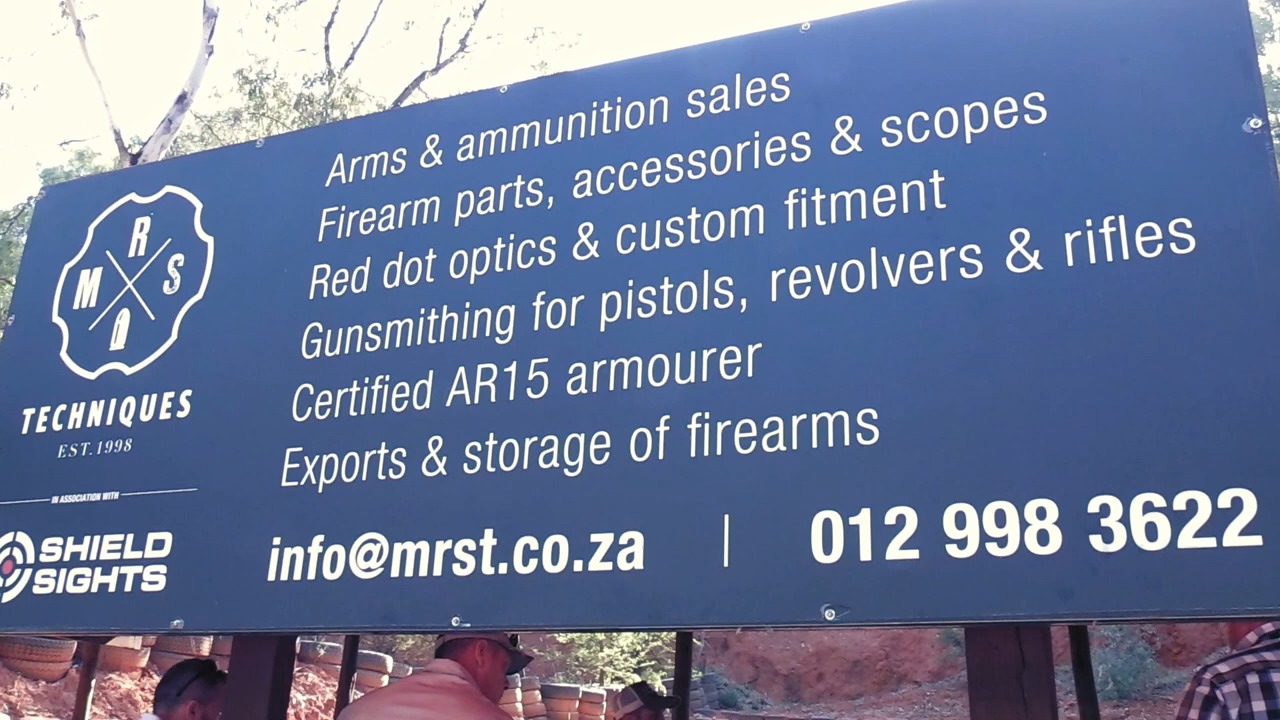 R
M S
A
TECHNIQUES
EST. 1998
IN ASSOCIATION WITH
SHIELD
SIGHTS
Arms & ammunition sales
Firearm parts, accessories & scopes
Red dot optics & custom fitment
Gunsmithing for pistols, revolvers & rifles
Certified AR15 armourer
Exports & storage of firearms
info@mrst.co.za | 012 998 3622